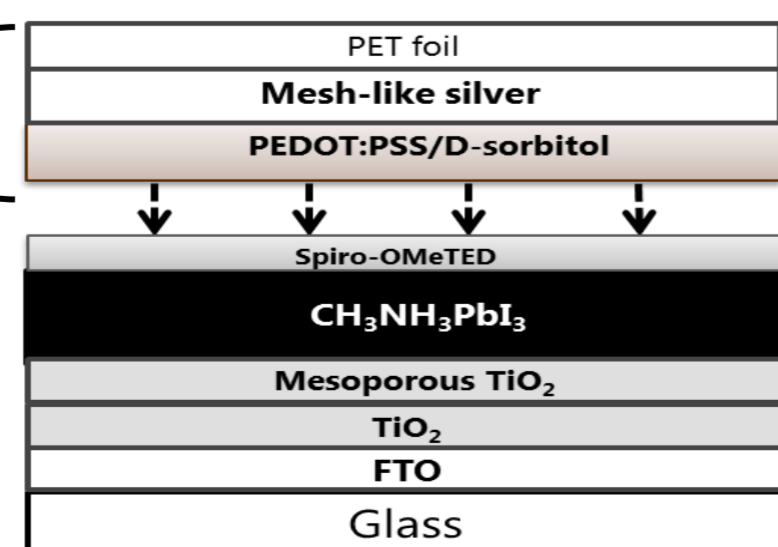 PET foil
Mesh-like silver
PEDOT:PSS/D-sorbitol
Spiro-OMeTED
CH₃NH₃PbI₃
Mesoporous TiO₂
TiO₂
FTO
Glass